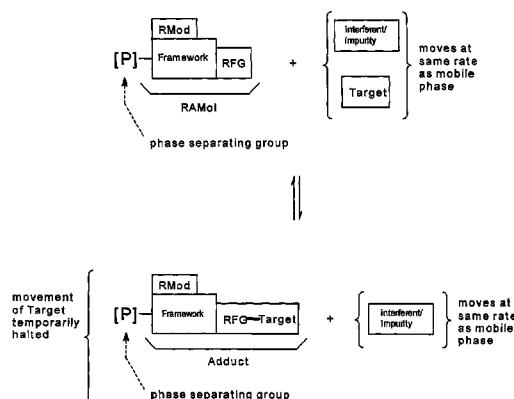 RMod
[P]
Framework
RFG
RAMol
phase separating group
+
interferent/
impurity
Target
moves at
same rate
as mobile
phase
movement
of Target
temporarily
halted
RMod
[P]
Framework
RFG Target
Adduct
phase separating group
+
interferent/
impurity
moves at
same rate
as mobile
phase